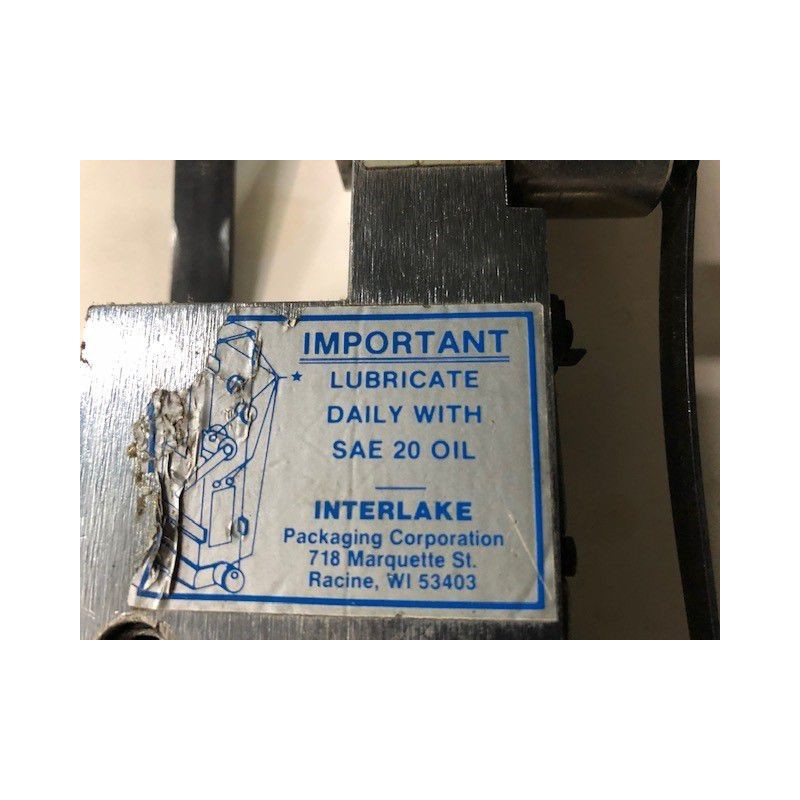 IMPORTANT
LUBRICATE
DAILY WITH
SAE 20 OIL
INTERLAKE
Packaging Corporation
718 Marquette St.
Racine, WI 53403